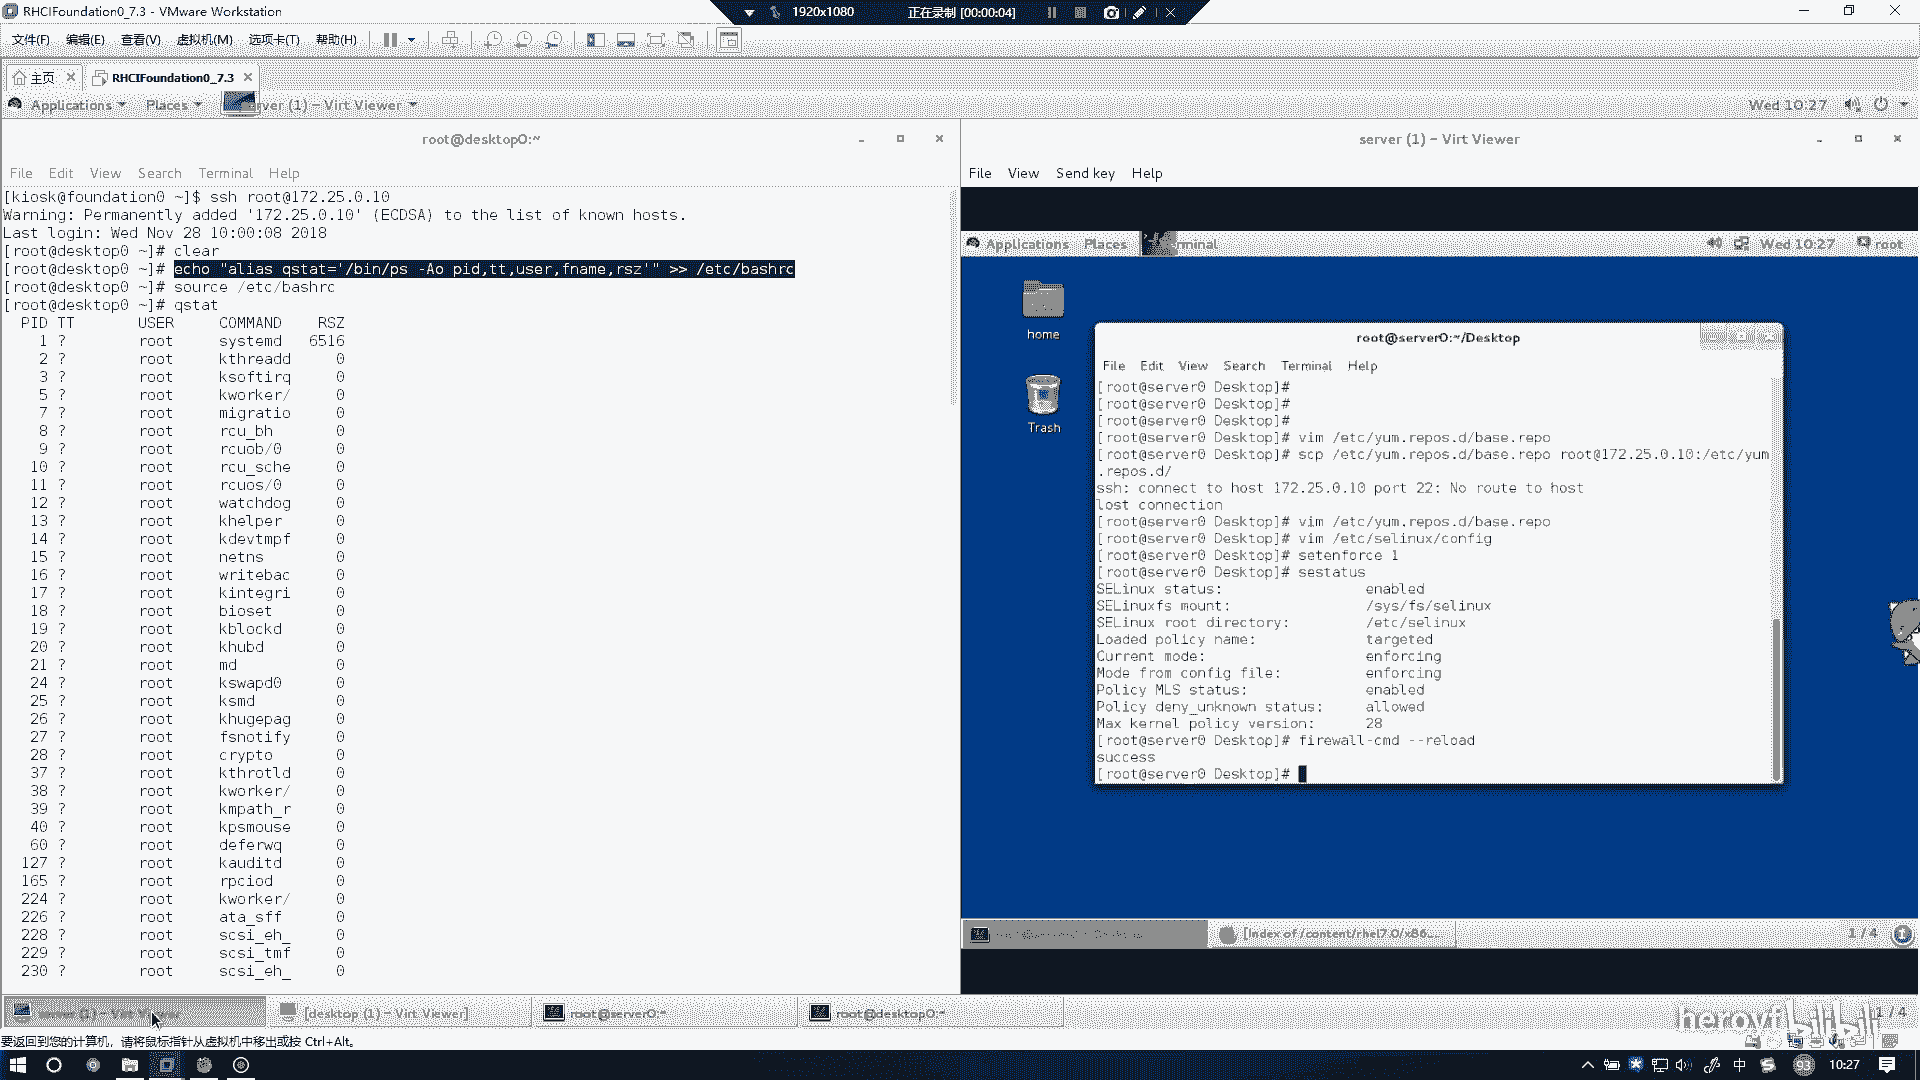 RHCIFoundation0_7.3 - VMware Workstation
1920x1080
正在录制 [00:00:04]
文件(F) 编辑(E) 查看(V) 虚拟机(M) 选项卡(T) 帮助(H)
主页
RHCIFoundation0_7.3
Applications Places
(1) – Virt Viewer
Wed 10:27
root@desktop0:~
File Edit View Search Terminal Help
[kiosk@foundation0 ~]$ ssh root@172.25.0.10
Warning: Permanently added '172.25.0.10' (ECDSA) to the list of known hosts.
Last login: Wed Nov 28 10:00:08 2018
[root@desktop0 ~]# clear
[root@desktop0 ~]# echo "alias qstat='/bin/ps -Ao pid,tt,user,fname,rsz'" >> /etc/bashrc
[root@desktop0 ~]# source /etc/bashrc
[root@desktop0 ~]# qstat
PID TT USER COMMAND RSZ
1 ? root systemd 6516
2 ? root kthreadd 0
3 ? root ksoftirq 0
5 ? root kworker/ 0
7 ? root migratio 0
8 ? root rcu_bh 0
9 ? root rcuob/0 0
10 ? root rcu_sche 0
11 ? root rcuos/0 0
12 ? root watchdog 0
13 ? root khelper 0
14 ? root kdevtmpf 0
15 ? root netns 0
16 ? root writebac 0
17 ? root kintegri 0
18 ? root bioset 0
19 ? root kblockd 0
20 ? root khubd 0
21 ? root md 0
24 ? root kswapd0 0
25 ? root ksmd 0
26 ? root khugepag 0
27 ? root fsnotify 0
28 ? root crypto 0
37 ? root kthrotld 0
38 ? root kworker/ 0
39 ? root kmpath_r 0
40 ? root kpsmouse 0
60 ? root deferwq 0
127 ? root kauditd 0
165 ? root rpciod 0
224 ? root kworker/ 0
226 ? root ata_sff 0
228 ? root scsi_eh_ 0
229 ? root scsi_tmf 0
230 ? root scsi_eh_ 0
server (1) – Virt Viewer
File View Send key Help
Applications Places
Wed 10:27
root
home
Trash
root@server0:~/Desktop
File Edit View Search Terminal Help
[root@server0 Desktop]#
[root@server0 Desktop]#
[root@server0 Desktop]#
[root@server0 Desktop]# vim /etc/yum.repos.d/base.repo
[root@server0 Desktop]# scp /etc/yum.repos.d/base.repo root@172.25.0.10:/etc/yum
.repos.d/
ssh: connect to host 172.25.0.10 port 22: No route to host
lost connection
[root@server0 Desktop]# vim /etc/yum.repos.d/base.repo
[root@server0 Desktop]# vim /etc/selinux/config
[root@server0 Desktop]# setenforce 1
[root@server0 Desktop]# sestatus
SELinux status: enabled
SELinuxfs mount: /sys/fs/selinux
SELinux root directory: /etc/selinux
Loaded policy name: targeted
Current mode: enforcing
Mode from config file: enforcing
Policy MLS status: enabled
Policy deny_unknown status: allowed
Max kernel policy version: 28
[root@server0 Desktop]# firewall-cmd --reload
success
[root@server0 Desktop]#
[Index of /content/rhel7.0/x86_...
1 / 4
server (1) – Virt Viewer
[desktop (1) – Virt Viewer]
root@server0:~
root@desktop0:~
1 / 4
bilibili
要返回到您的计算机，请将鼠标指针从虚拟机中移出或按 Ctrl+Alt。
中
93
10:27